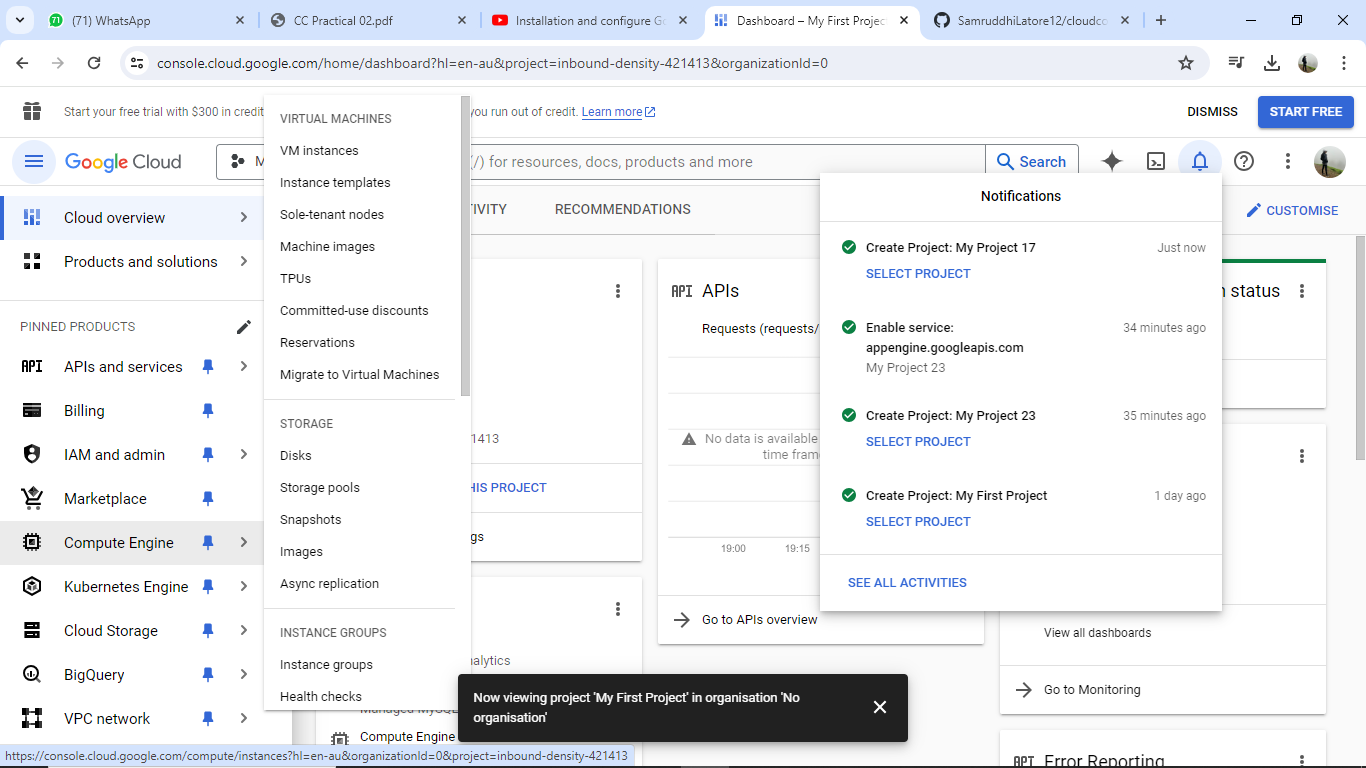 (71) WhatsApp
CC Practical 02.pdf
Installation and configure Go
Dashboard – My First Projec
SamruddhiLatore12/cloudco
console.cloud.google.com/home/dashboard?hl=en-au&project=inbound-density-421413&organizationId=0
Start your free trial with $300 in credit
you run out of credit. Learn more
DISMISS
START FREE
Google Cloud
M
(/) for resources, docs, products and more
Search
Cloud overview
Products and solutions
PINNED PRODUCTS
APIs and services
Billing
IAM and admin
Marketplace
Compute Engine
Kubernetes Engine
Cloud Storage
BigQuery
VPC network
VIRTUAL MACHINES
VM instances
Instance templates
Sole-tenant nodes
Machine images
TPUs
Committed-use discounts
Reservations
Migrate to Virtual Machines
STORAGE
Disks
Storage pools
Snapshots
Images
Async replication
INSTANCE GROUPS
Instance groups
Health checks
TIVITY
RECOMMENDATIONS
CUSTOMISE
1413
HIS PROJECT
gs
nalytics
Managed MySQL
Compute Engine
API APIs
Requests (requests/
No data is available
time frame
19:00
19:15
Go to APIs overview
Notifications
Create Project: My Project 17
Just now
SELECT PROJECT
Enable service:
34 minutes ago
appengine.googleapis.com
My Project 23
Create Project: My Project 23
35 minutes ago
SELECT PROJECT
Create Project: My First Project
1 day ago
SELECT PROJECT
SEE ALL ACTIVITIES
status
View all dashboards
Go to Monitoring
Error Reporting
Now viewing project 'My First Project' in organisation 'No
organisation'
https://console.cloud.google.com/compute/instances?hl=en-au&organizationId=0&project=inbound-density-421413